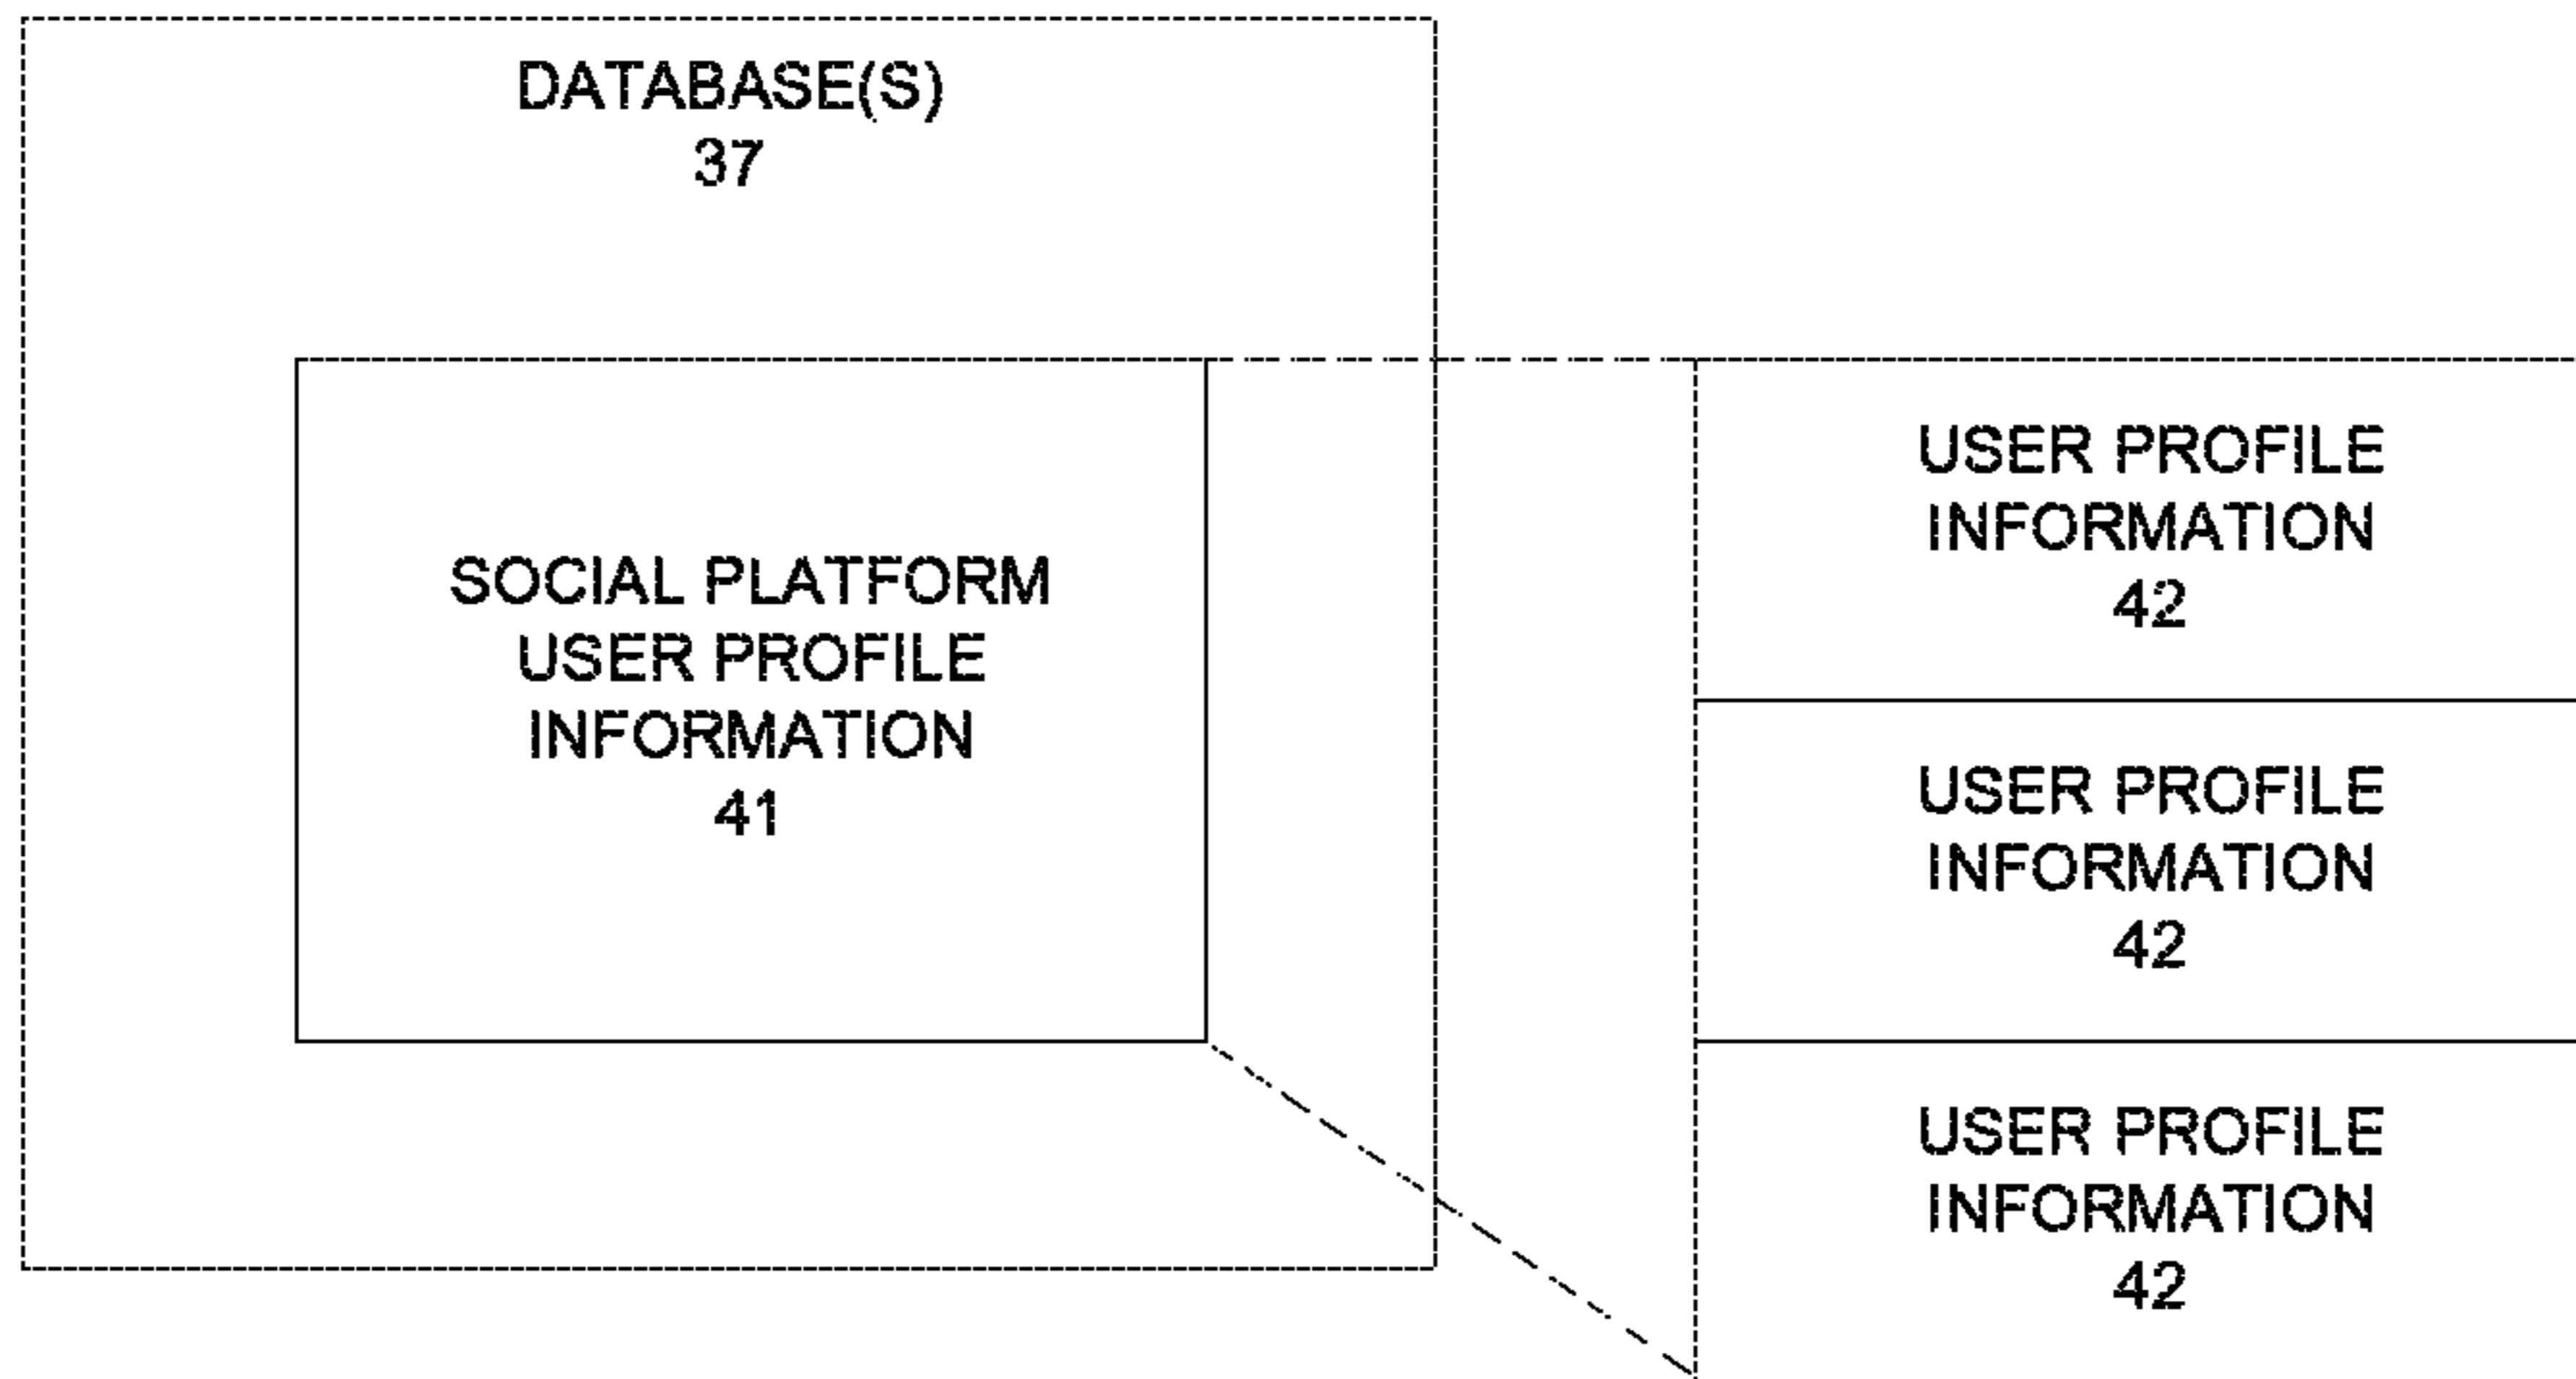 DATABASE(S)
37
SOCIAL PLATFORM
USER PROFILE
INFORMATION
41
USER PROFILE
INFORMATION
42
USER PROFILE
INFORMATION
42
USER PROFILE
INFORMATION
42